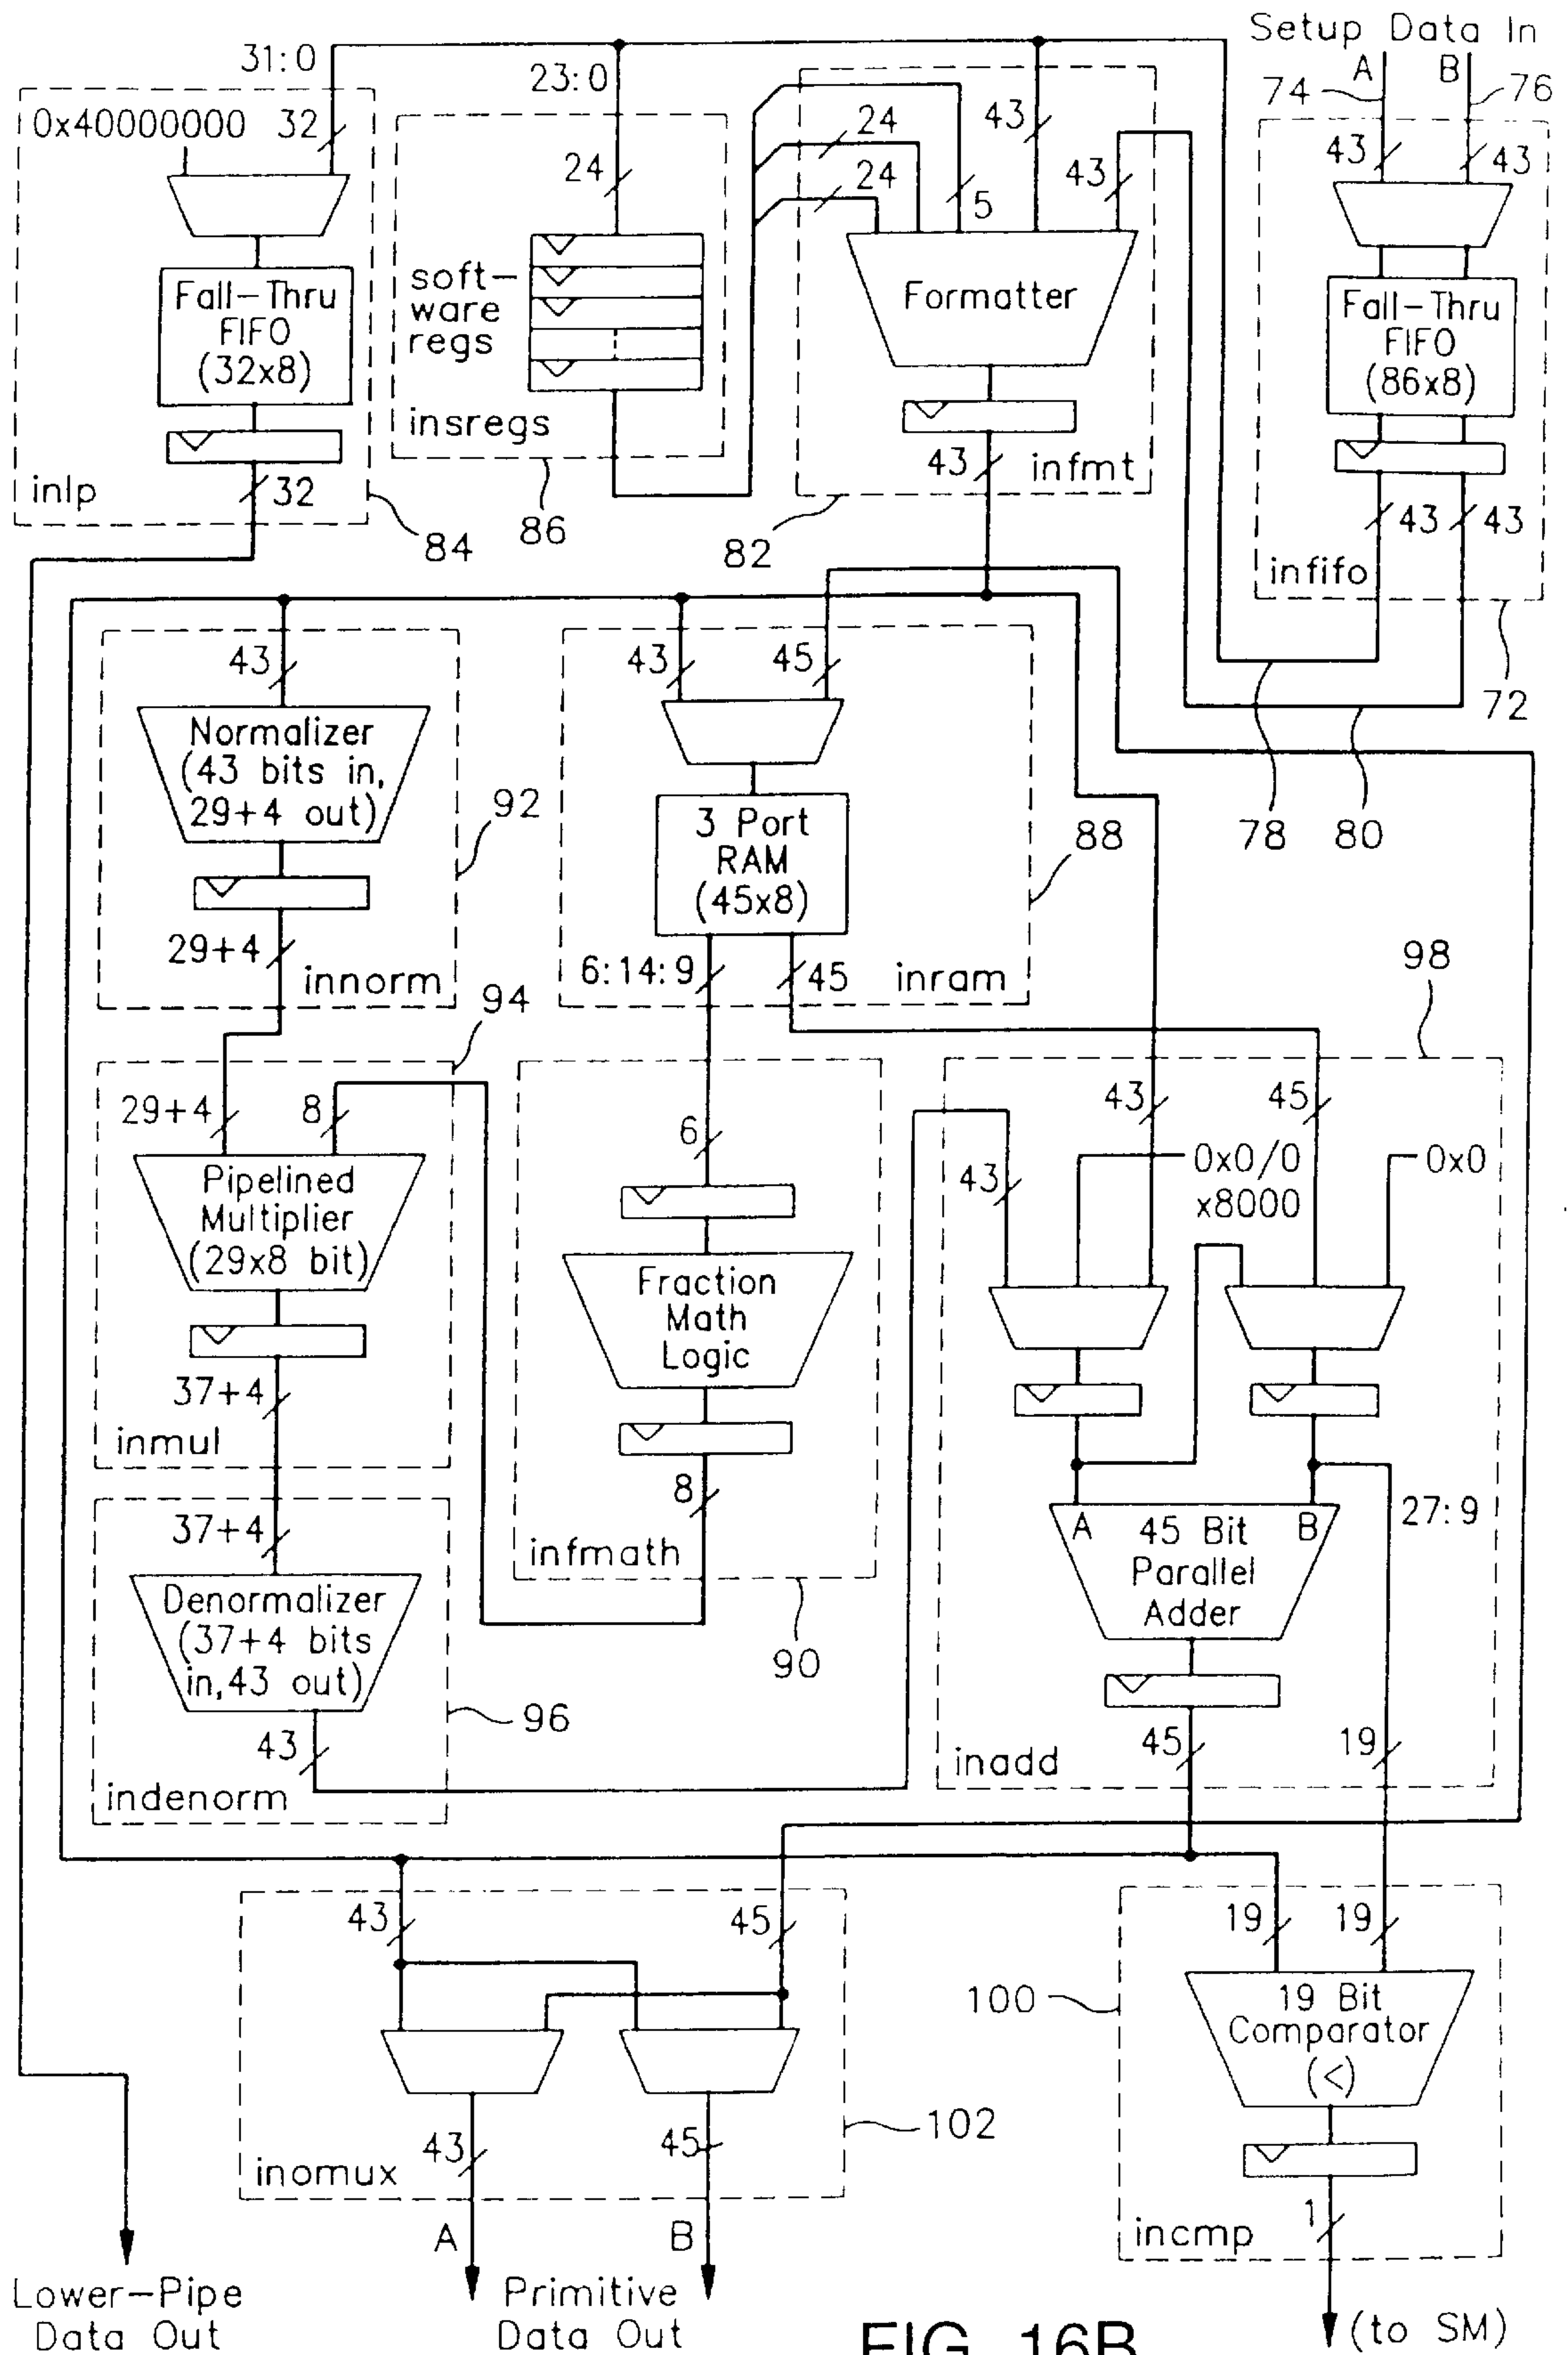 Setup Data In
A
B
74
76
31:0
23:0
0x40000000
32
24
24
24
5
43
43
43
43
Fall-Thru
FIFO
(32x8)
soft-
ware
regs
Formatter
Fall-Thru
FIFO
(86x8)
insregs
43
infmt
inlp
32
43
43
infifo
84
86
82
72
43
43
45
Normalizer
(43 bits in,
29+4 out)
92
3 Port
RAM
(45x8)
88
78
80
29+4
innorm
6:14:9
45
inram
94
98
29+4
8
6
43
45
43
0x0/0
x8000
0x0
Pipelined
Multiplier
(29x8 bit)
Fraction
Math
Logic
37+4
inmul
8
infmath
90
A
45 Bit
Parallel
Adder
B
27:9
37+4
Denormalizer
(37+4 bits
in,43 out)
96
43
indenorm
45
19
inadd
43
45
19
19
100
19 Bit
Comparator
(<)
102
43
45
inomux
1
incmp
A
B
Lower-Pipe
Data Out
Primitive
Data Out
(to SM)
FIG. 16B